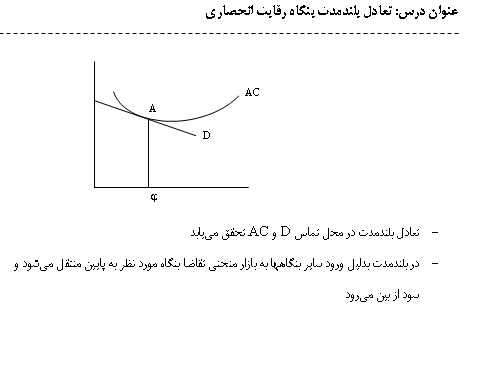 عنوان درس: تعادل بلندمدت بنگاه رقابت انحصاری
AC
A
D
φ
– تعادل بلندمدت در محل تماس D و AC تحقق می‌یابد
– در بلندمدت بدلیل ورود سایر بنگاهها به بازار منحنی تقاضا بنگاه مورد نظر به پایین منتقل می‌شود و
سود از بین می‌رود